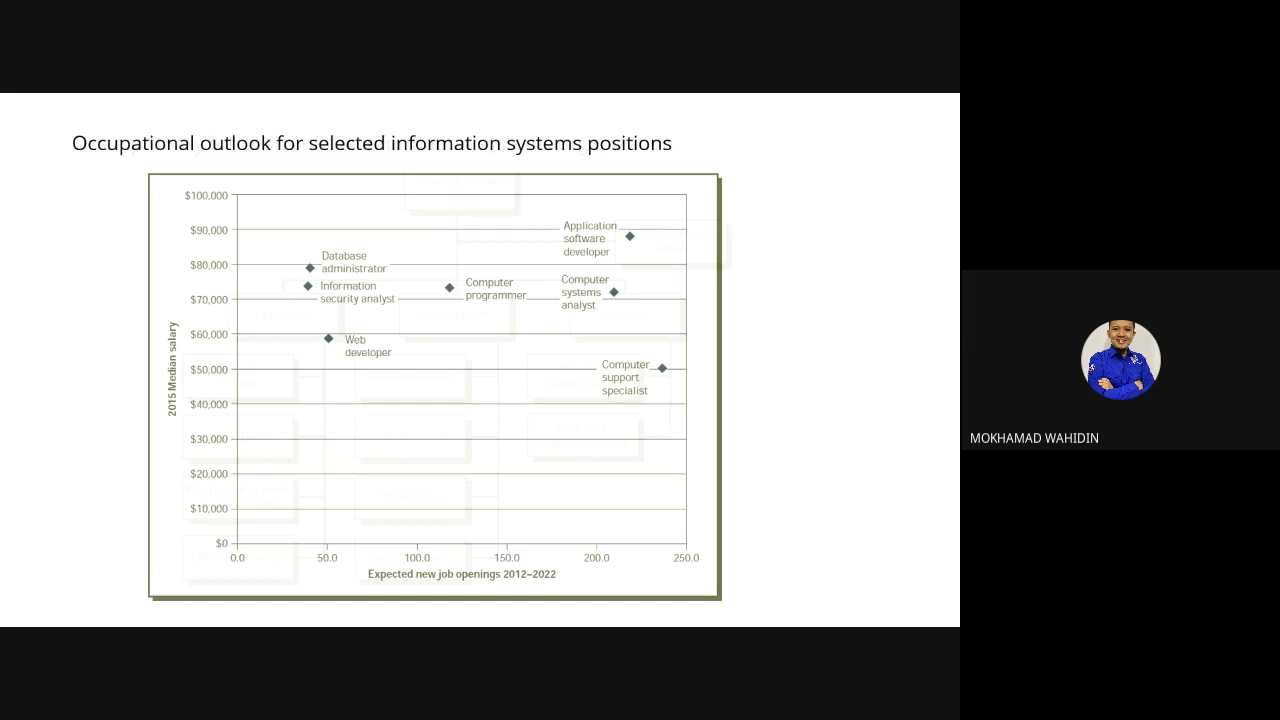 Occupational outlook for selected information systems positions
$100,000
$90,000
$80,000
$70,000
$60,000
$50,000
$40,000
$30,000
$20,000
$10,000
$0
2015 Median salary
Application
software
developer
Database
administrator
Information
security analyst
Computer
programmer
Computer
systems
analyst
Web
developer
Computer
support
specialist
0.0
50.0
100.0
150.0
200.0
250.0
Expected new job openings 2012–2022
MOKHAMAD WAHIDIN